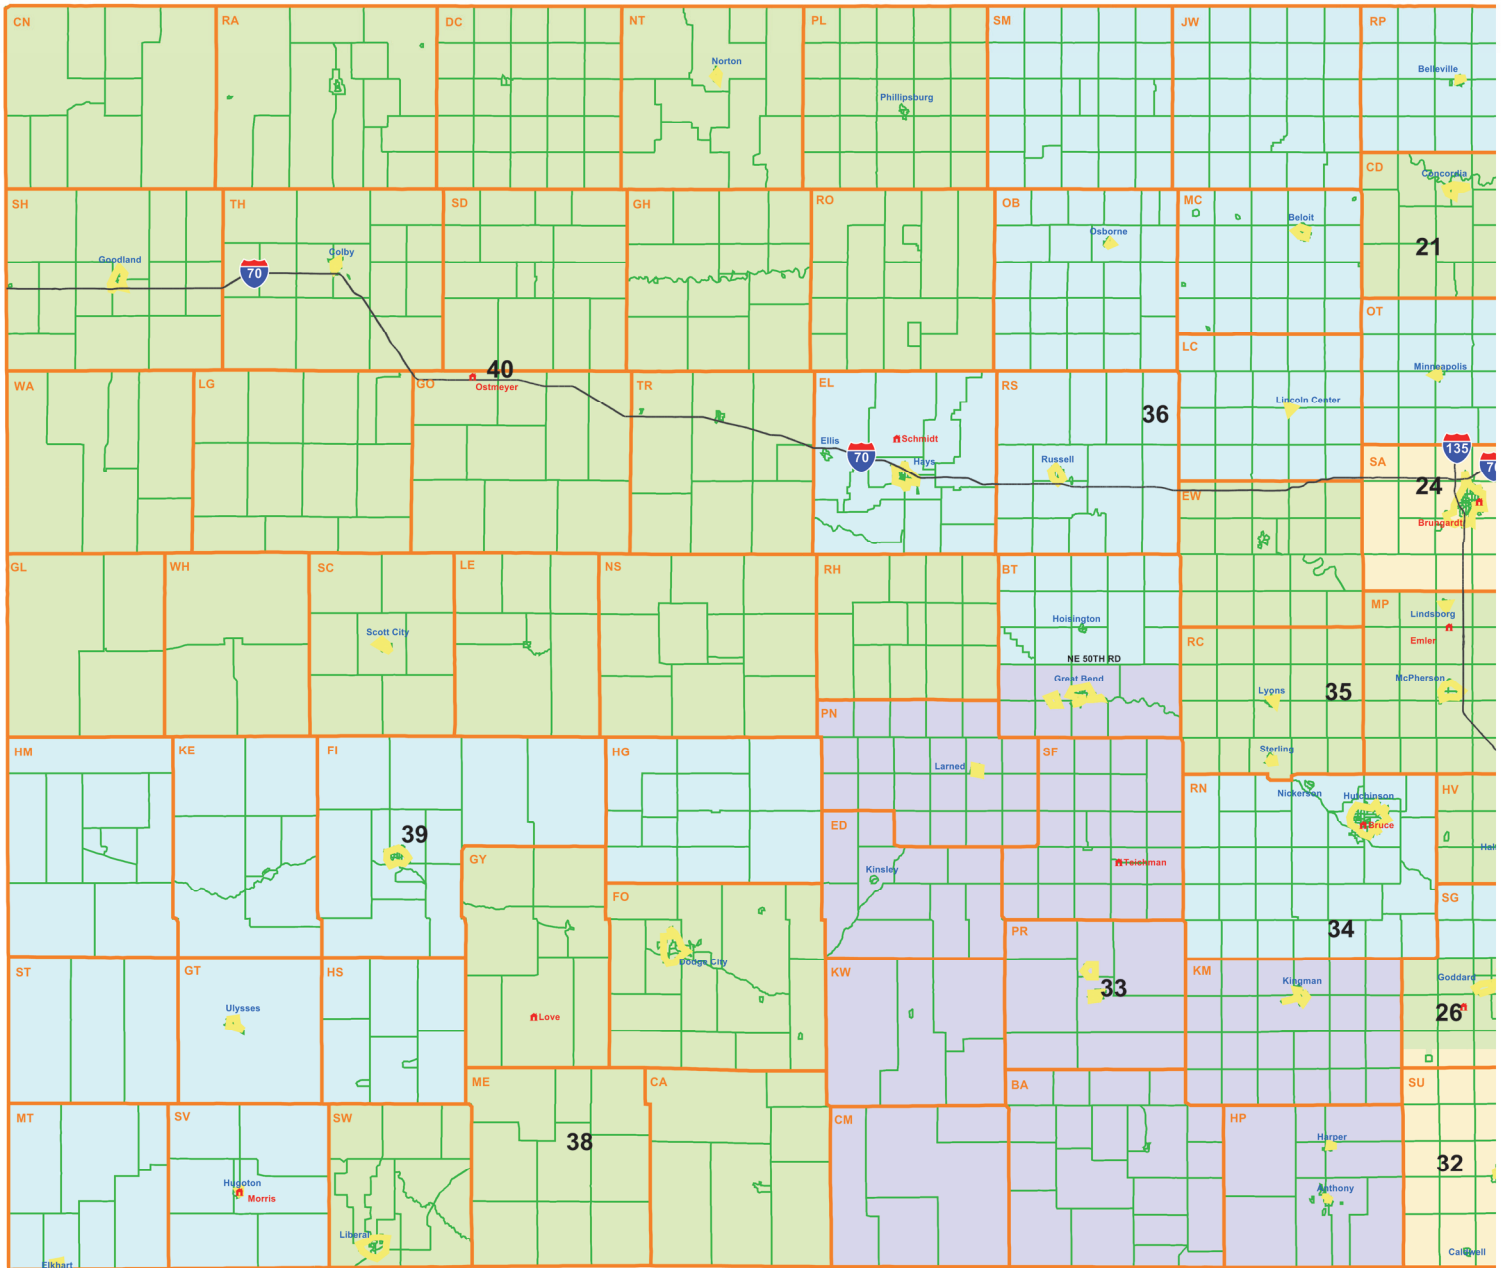 CN
RA
DC
NT
PL
SM
JW
RP
Norton
Phillipsburg
Belleville
CD
Concordia
SH
TH
SD
GH
RO
OB
MC
Goodland
70
Colby
Osborne
Beloit
21
OT
LC
WA
LG
GO
40
Ostmeyer
TR
EL
RS
36
Minneapolis
Lincoln Center
Ellis
Schmidt
70
Hays
Russell
EW
SA
135
70
24
Brungardt
GL
WH
SC
LE
NS
RH
BT
MP
Lindsborg
Scott City
Hoisington
RC
Emler
NE 50TH RD
Great Bend
Lyons
35
McPherson
PN
HM
KE
FI
HG
Larned
SF
Sterling
RN
Nickerson
Hutchinson
Bruce
HV
39
ED
GY
Kinsley
Teichman
Hal
FO
SG
Dodge City
PR
34
ST
GT
HS
KW
KM
Ulysses
Love
33
Kingman
Goddard
26
ME
CA
BA
SU
MT
SV
SW
38
CM
HP
Harper
32
Hugoton
Morris
Anthony
Liberal
Elkhart
Caldwell